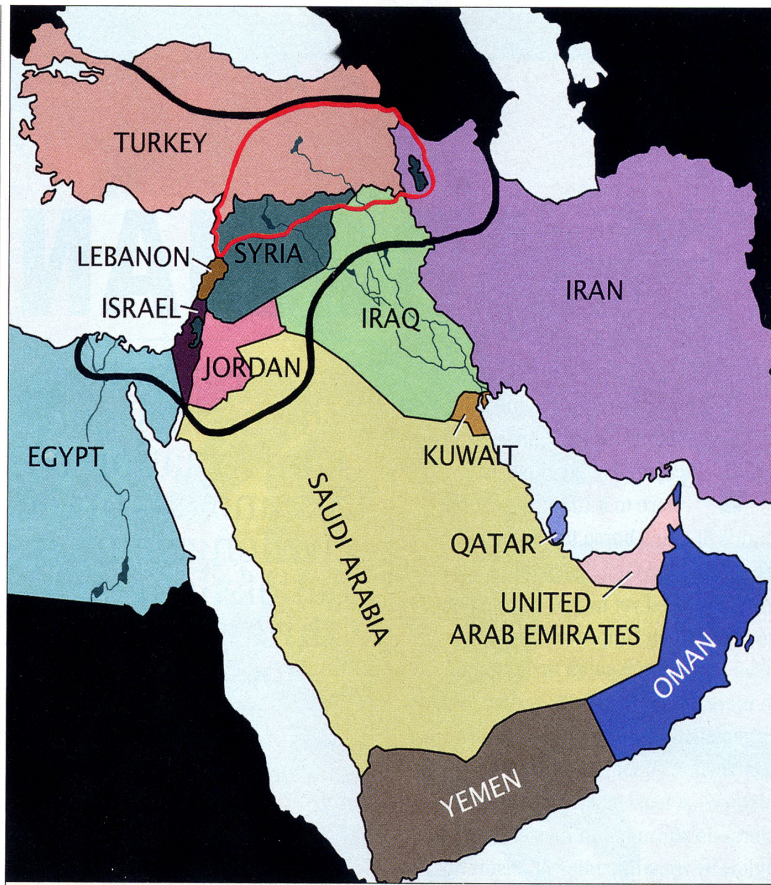 TURKEY
LEBANON
SYRIA
ISRAEL
IRAN
IRAQ
JORDAN
EGYPT
KUWAIT
SAUDI ARABIA
QATAR
UNITED
ARAB EMIRATES
OMAN
YEMEN